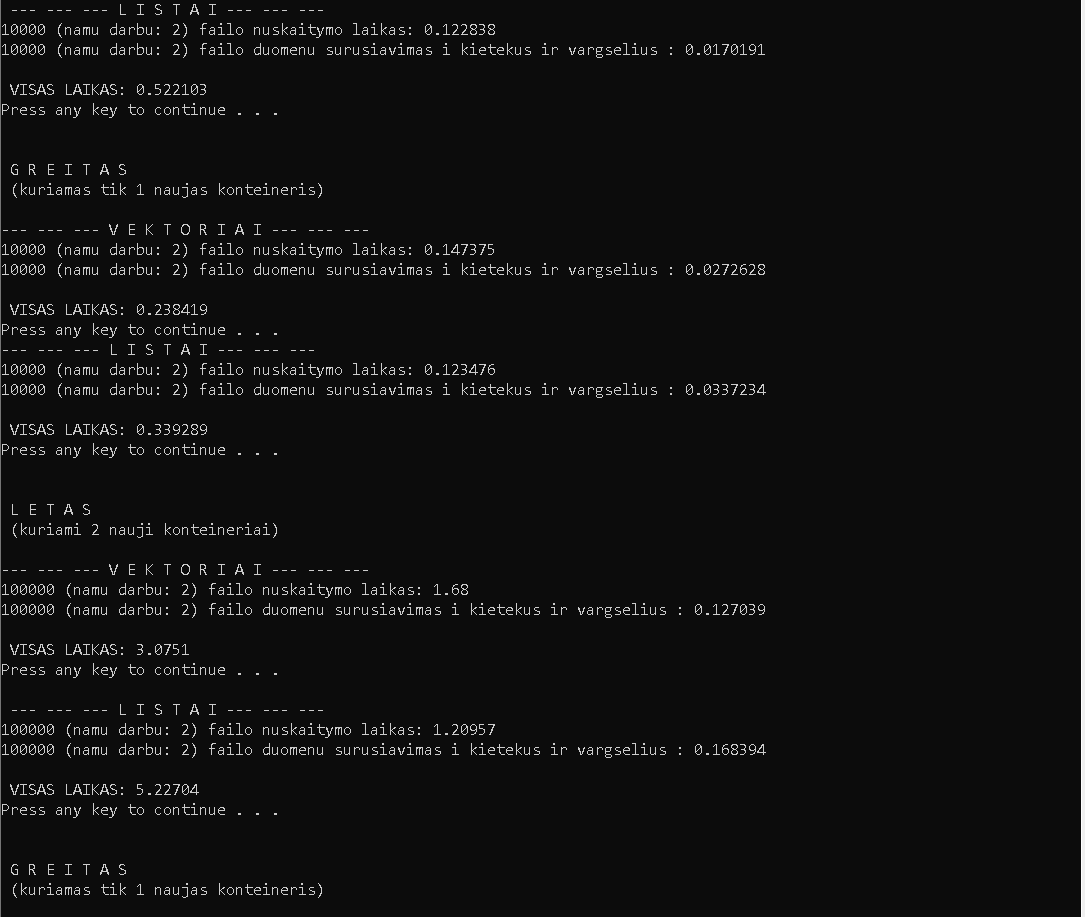 --- --- --- L I S T A I --- --- ---
10000 (namu darbu: 2) failo nuskaitymo laikas: 0.122838
10000 (namu darbu: 2) failo duomenu surusiavimas i kietekus ir vargselius : 0.0170191
VISAS LAIKAS: 0.522103
Press any key to continue . . .
G R E I T A S
(kuriamas tik 1 naujas konteineris)
--- --- --- V E K T O R I A I --- --- ---
10000 (namu darbu: 2) failo nuskaitymo laikas: 0.147375
10000 (namu darbu: 2) failo duomenu surusiavimas i kietekus ir vargselius : 0.0272628
VISAS LAIKAS: 0.238419
Press any key to continue . . .
--- --- --- L I S T A I --- --- ---
10000 (namu darbu: 2) failo nuskaitymo laikas: 0.123476
10000 (namu darbu: 2) failo duomenu surusiavimas i kietekus ir vargselius : 0.0337234
VISAS LAIKAS: 0.339289
Press any key to continue . . .
L E T A S
(kuriami 2 nauji konteineriai)
--- --- --- V E K T O R I A I --- --- ---
100000 (namu darbu: 2) failo nuskaitymo laikas: 1.68
100000 (namu darbu: 2) failo duomenu surusiavimas i kietekus ir vargselius : 0.127039
VISAS LAIKAS: 3.0751
Press any key to continue . . .
--- --- --- L I S T A I --- --- ---
100000 (namu darbu: 2) failo nuskaitymo laikas: 1.20957
100000 (namu darbu: 2) failo duomenu surusiavimas i kietekus ir vargselius : 0.168394
VISAS LAIKAS: 5.22704
Press any key to continue . . .
G R E I T A S
(kuriamas tik 1 naujas konteineris)